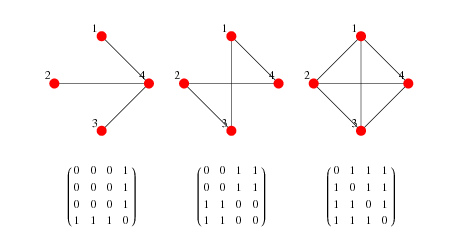 1 1 1
2 4 2 4 2 4
3 3 3
0 0 0 1 0 0 1 1 0 1 1 1
0 0 0 1 0 0 1 1 1 0 1 1
0 0 0 1 1 1 0 0 1 1 0 1
1 1 1 0 1 1 0 0 1 1 1 0